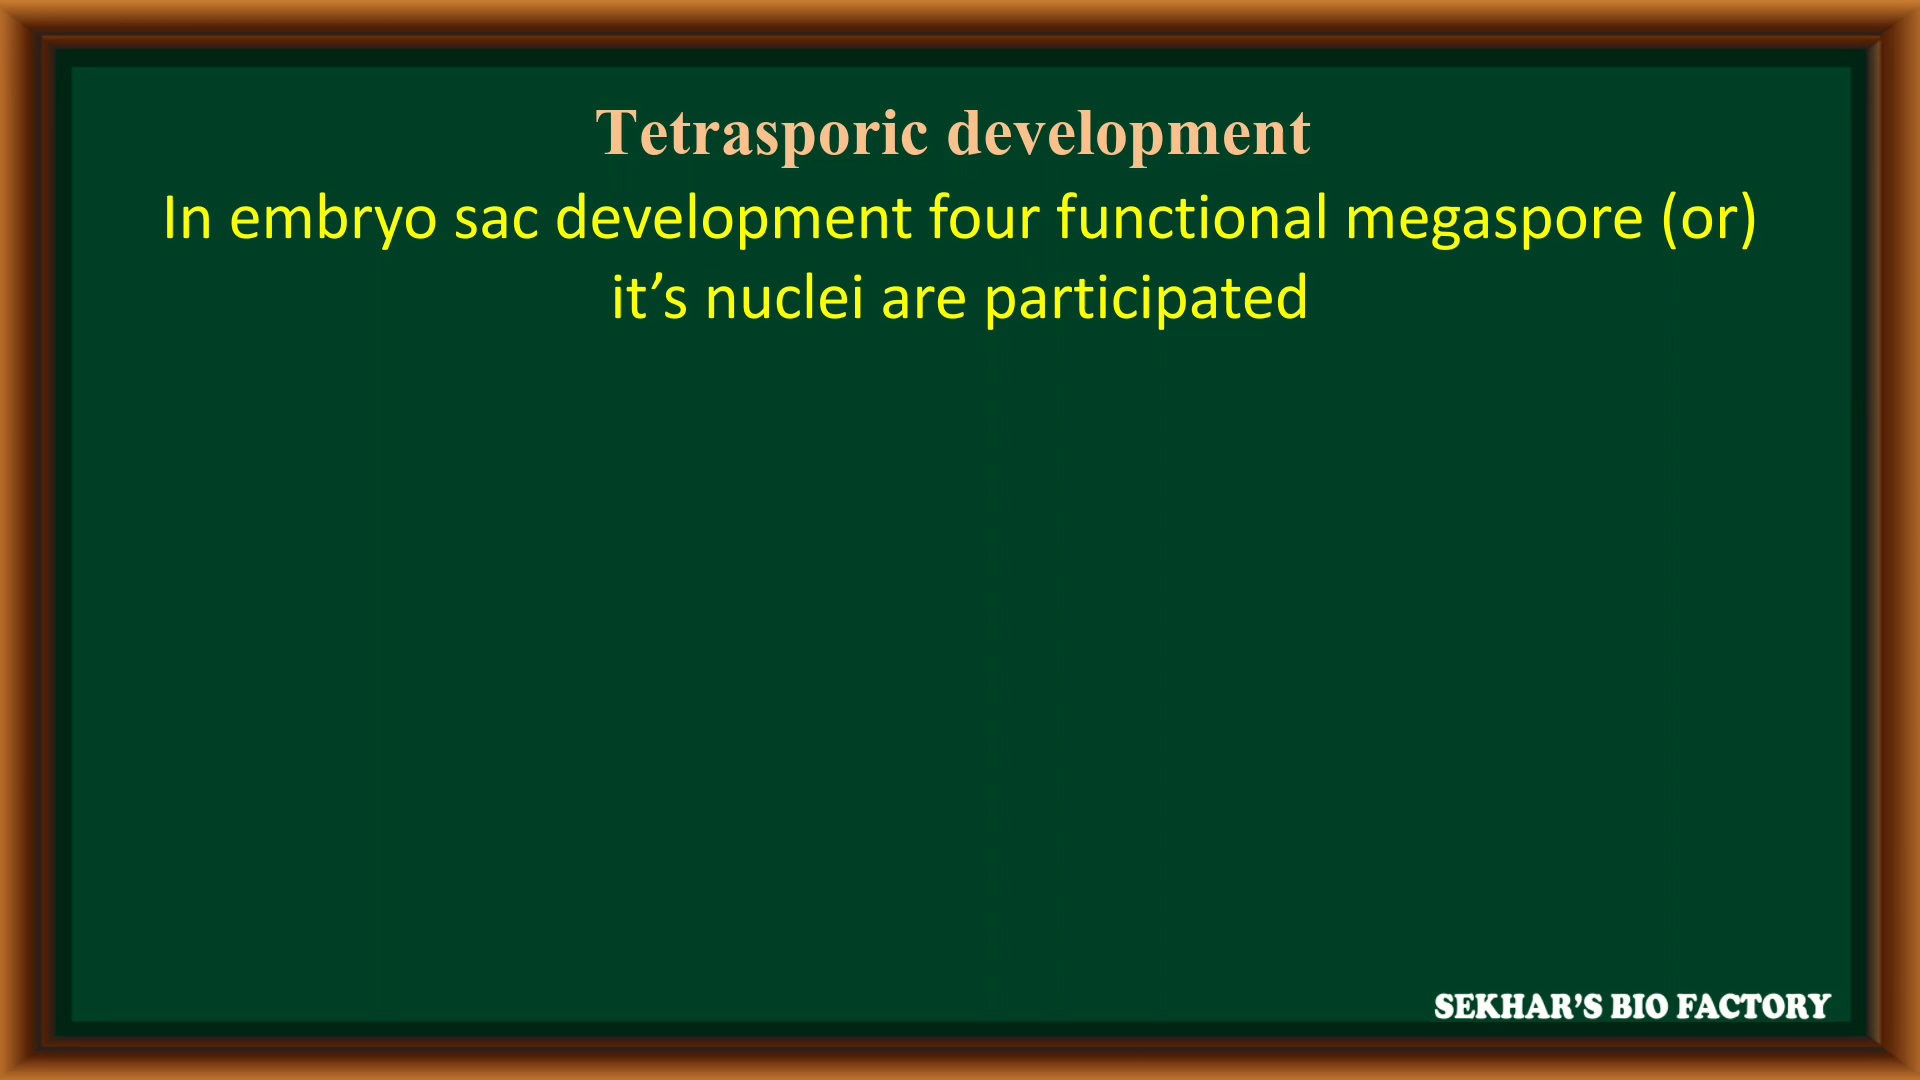 Tetrasporic development
In embryo sac development four functional megaspore (or)
it’s nuclei are participated
SEKHAR’S BIO FACTORY